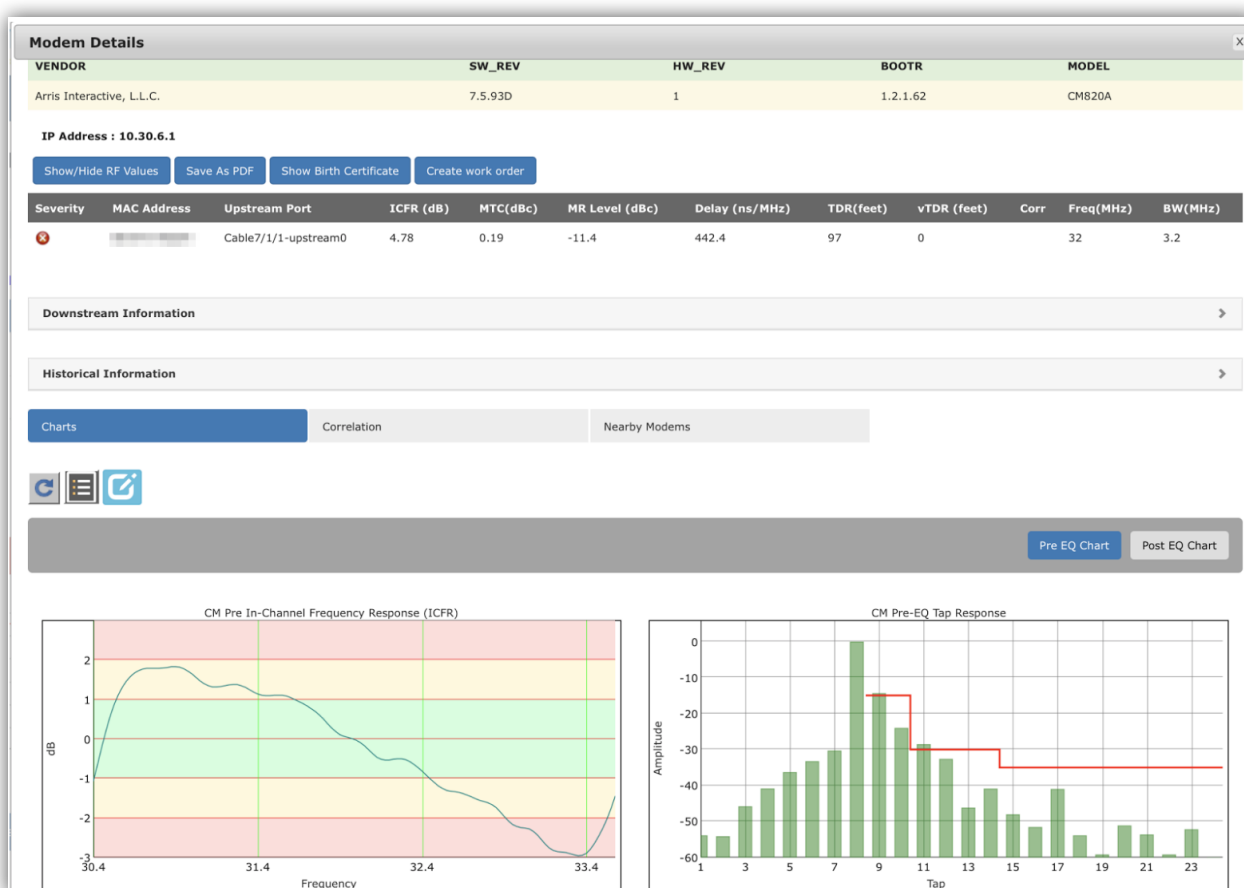 Modem Details
X
VENDOR SW_REV HW_REV BOOTR MODEL
Arris Interactive, L.L.C. 7.5.93D 1 1.2.1.62 CM820A
IP Address : 10.30.6.1
Show/Hide RF Values Save As PDF Show Birth Certificate Create work order
Severity MAC Address Upstream Port ICFR (dB) MTC(dBc) MR Level (dBc) Delay (ns/MHz) TDR(feet) vTDR (feet) Corr Freq(MHz) BW(MHz)
Cable7/1/1-upstream0 4.78 0.19 -11.4 442.4 97 0 32 3.2
Downstream Information
Historical Information
Charts Correlation Nearby Modems
Pre EQ Chart Post EQ Chart
CM Pre In-Channel Frequency Response (ICFR)
dB
2
1
0
-1
-2
-3
30.4 31.4 32.4 33.4
Frequency
CM Pre-EQ Tap Response
Amplitude
0
-10
-20
-30
-40
-50
-60
1 3 5 7 9 11 13 15 17 19 21 23
Tap